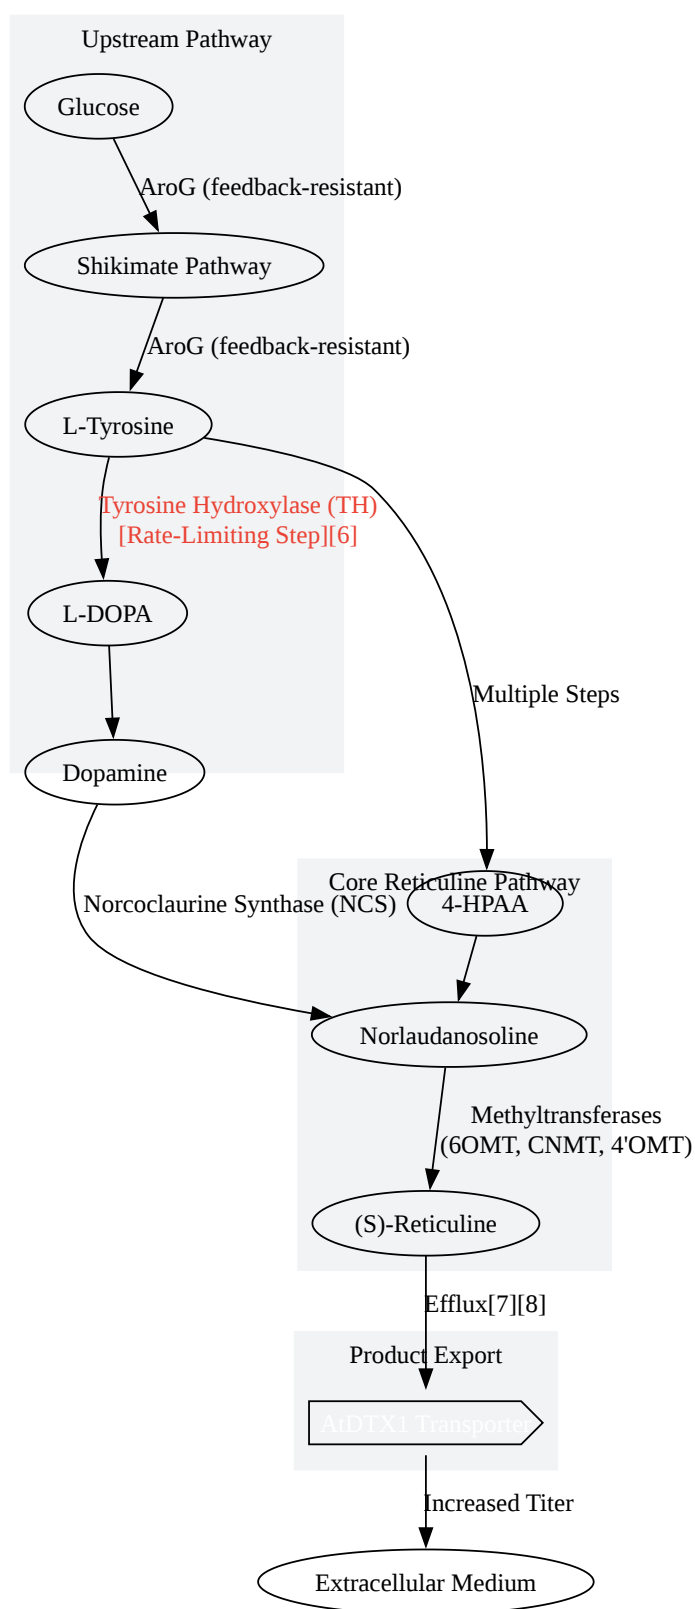 Upstream Pathway
Glucose
AroG (feedback-resistant)
Shikimate Pathway
AroG (feedback-resistant)
L-Tyrosine
Tyrosine Hydroxylase (TH)
[Rate-Limiting Step][6]
L-DOPA
Multiple Steps
Dopamine
Core Reticuline Pathway
Norcoclaurine Synthase (NCS)
4-HPAA
Norlaudanosoline
Methyltransferases
(6OMT, CNMT, 4'OMT)
(S)-Reticuline
Efflux[7][8]
Product Export
AtDTX1 Transporter
Increased Titer
Extracellular Medium